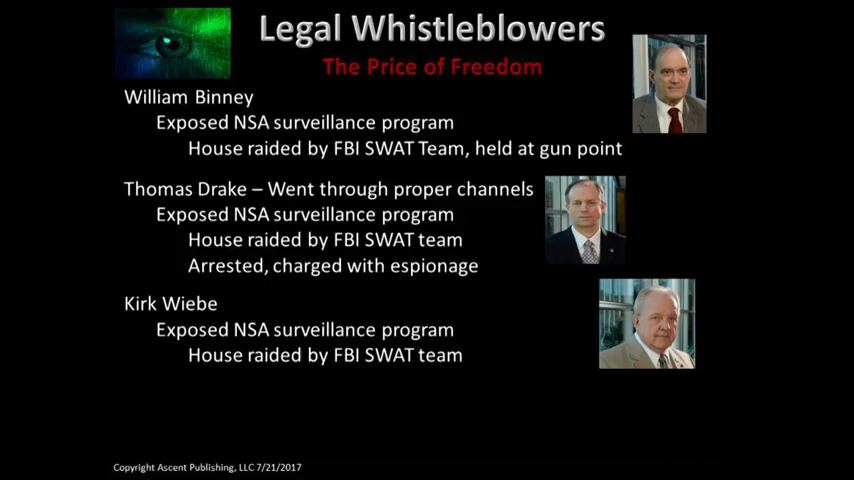 Legal Whistleblowers
The Price of Freedom
William Binney
Exposed NSA surveillance program
House raided by FBI SWAT Team, held at gun point
Thomas Drake – Went through proper channels
Exposed NSA surveillance program
House raided by FBI SWAT team
Arrested, charged with espionage
Kirk Wiebe
Exposed NSA surveillance program
House raided by FBI SWAT team
Copyright Ascent Publishing, LLC 7/21/2017